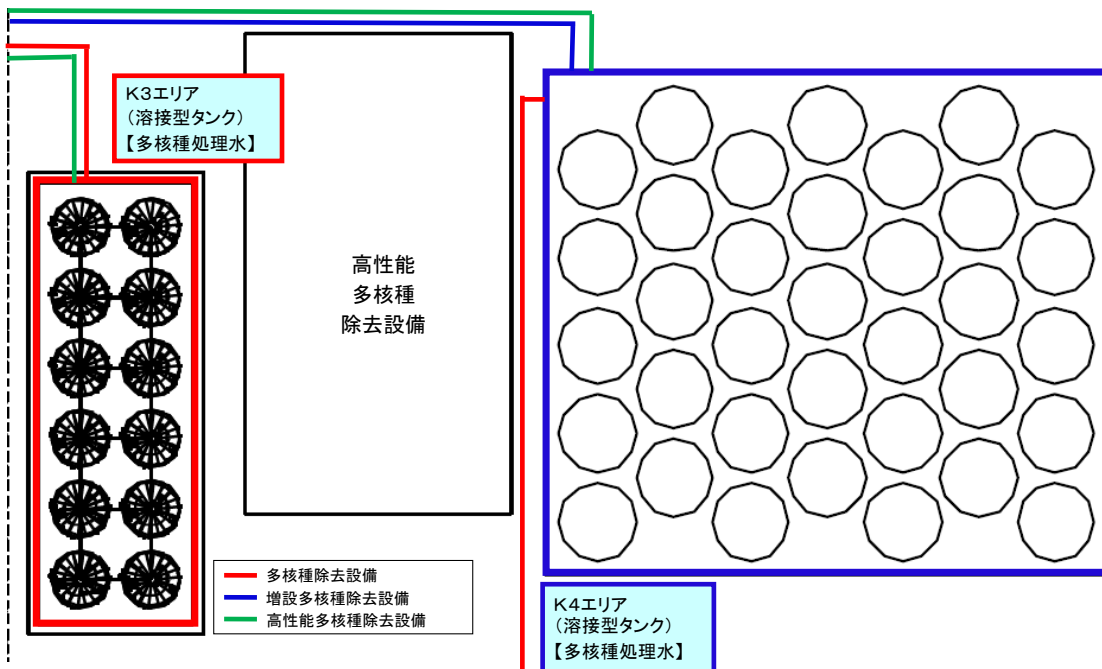 K3エリア
(溶接型タンク)
【多核種処理水】
高性能
多核種
除去設備
多核種除去設備
増設多核種除去設備
高性能多核種除去設備
K4エリア
(溶接型タンク)
【多核種処理水】